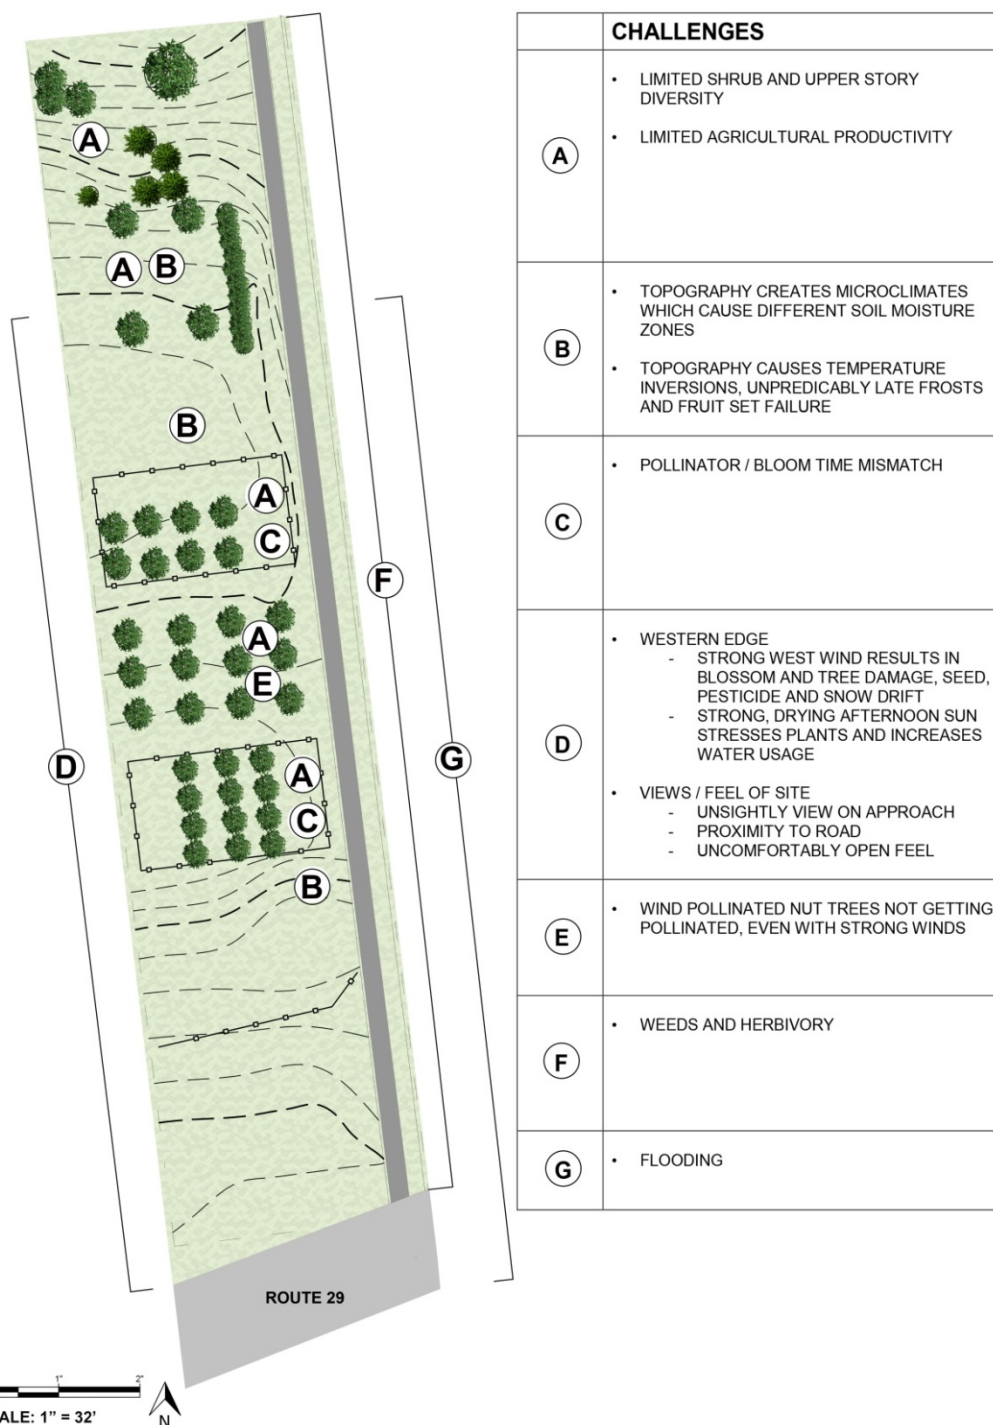 CHALLENGES
A
• LIMITED SHRUB AND UPPER STORY
DIVERSITY
• LIMITED AGRICULTURAL PRODUCTIVITY
B
• TOPOGRAPHY CREATES MICROCLIMATES
WHICH CAUSE DIFFERENT SOIL MOISTURE
ZONES
• TOPOGRAPHY CAUSES TEMPERATURE
INVERSIONS, UNPREDICABLY LATE FROSTS
AND FRUIT SET FAILURE
C
• POLLINATOR / BLOOM TIME MISMATCH
D
• WESTERN EDGE
- STRONG WEST WIND RESULTS IN
BLOSSOM AND TREE DAMAGE, SEED,
PESTICIDE AND SNOW DRIFT
- STRONG, DRYING AFTERNOON SUN
STRESSES PLANTS AND INCREASES
WATER USAGE
• VIEWS / FEEL OF SITE
- UNSIGHTLY VIEW ON APPROACH
- PROXIMITY TO ROAD
- UNCOMFORTABLY OPEN FEEL
E
• WIND POLLINATED NUT TREES NOT GETTING
POLLINATED, EVEN WITH STRONG WINDS
F
• WEEDS AND HERBIVORY
G
• FLOODING
A
A B
B
A
C
F
A
E
D
G
A
C
B
ROUTE 29
1" 2"
ALE: 1" = 32'
N